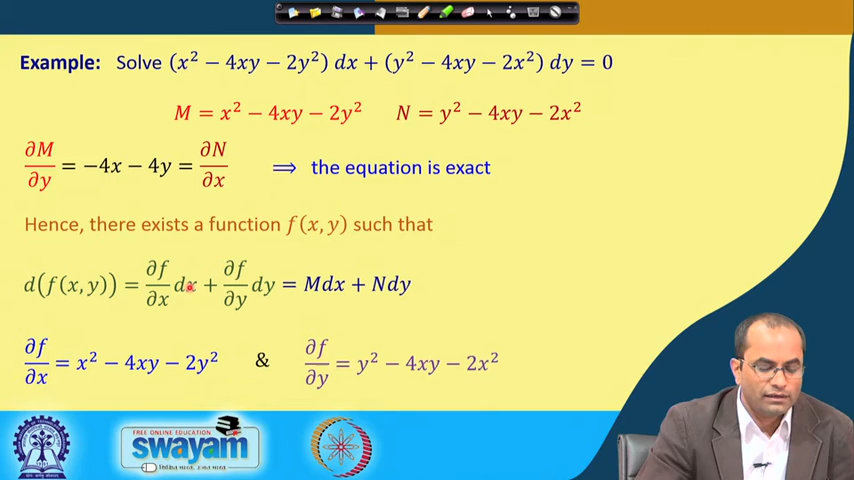 Example: Solve (x² − 4xy − 2y²) dx + (y² − 4xy − 2x²) dy = 0
M = x² − 4xy − 2y² N = y² − 4xy − 2x²
∂M/∂y = −4x − 4y = ∂N/∂x ⟹ the equation is exact
Hence, there exists a function f(x, y) such that
d(f(x, y)) = ∂f/∂x dx + ∂f/∂y dy = Mdx + Ndy
∂f/∂x = x² − 4xy − 2y² & ∂f/∂y = y² − 4xy − 2x²
FREE ONLINE EDUCATION
swayam